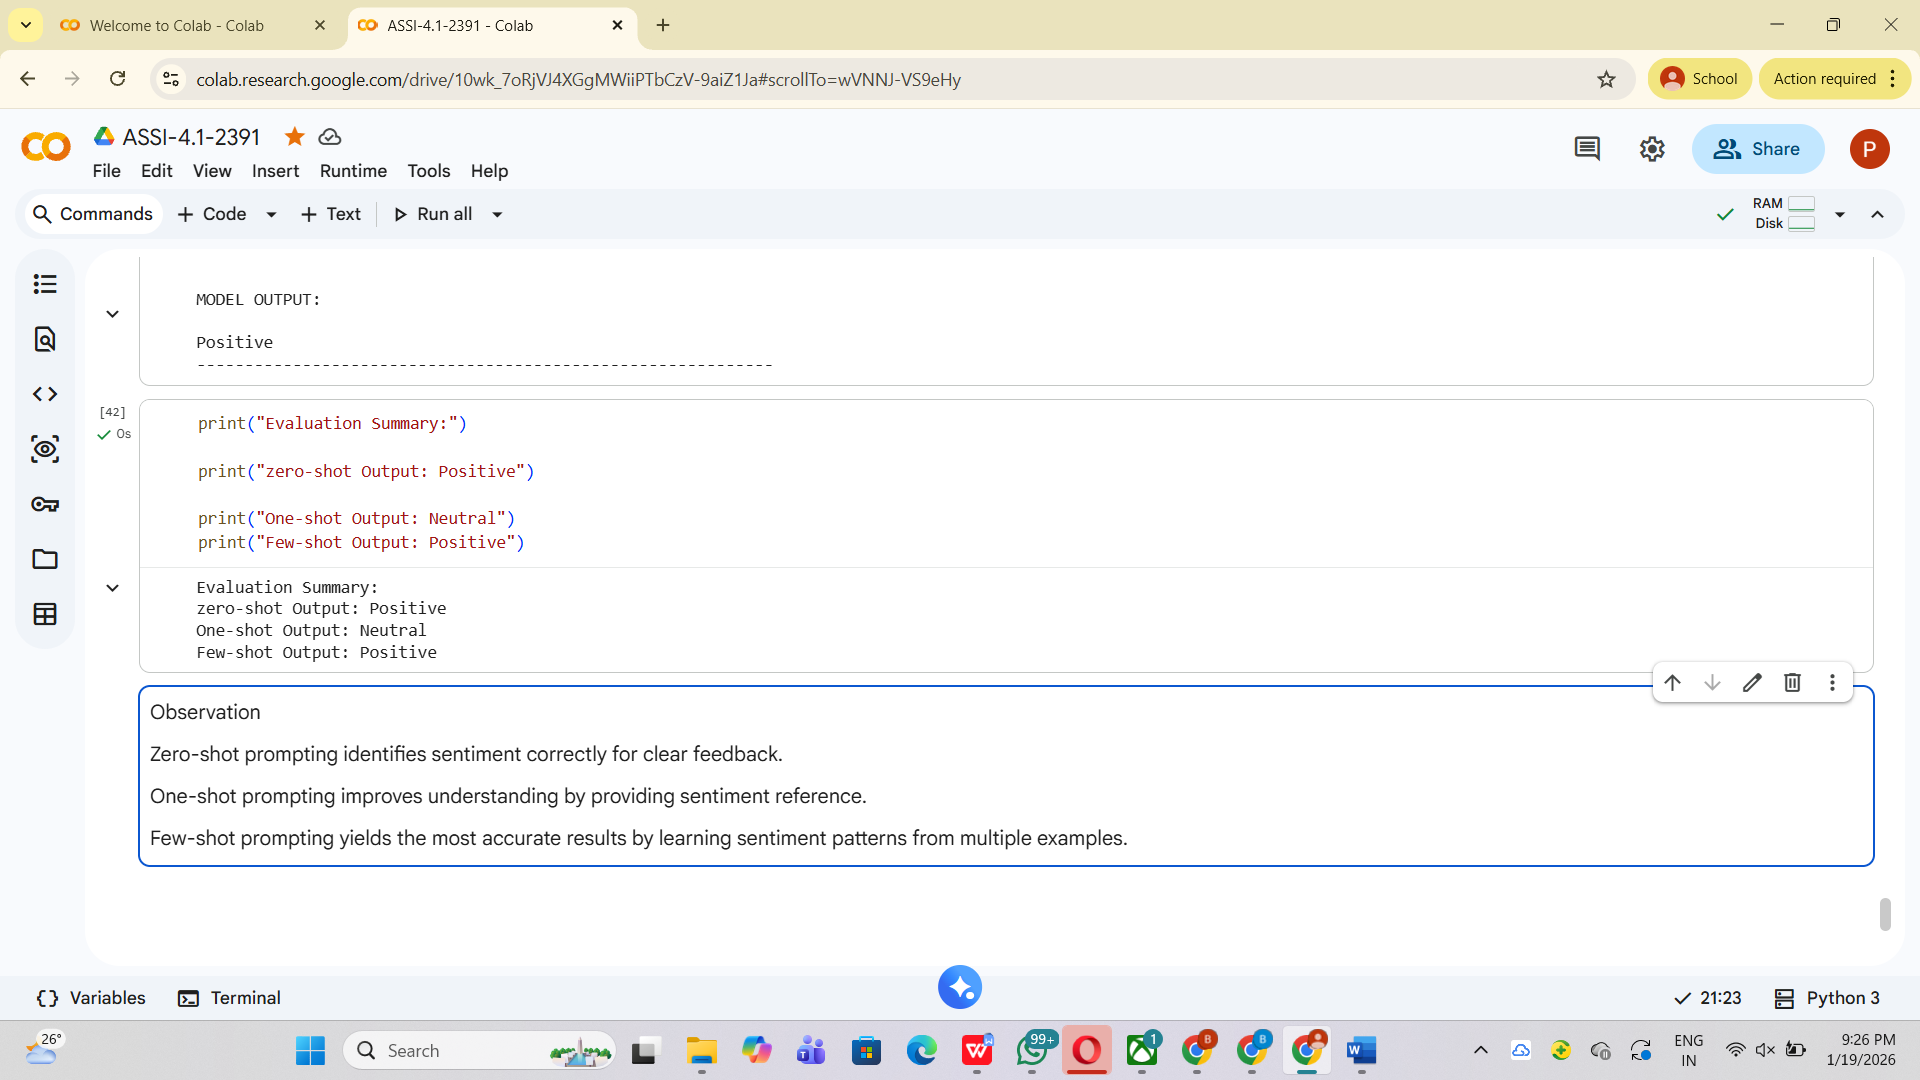 Welcome to Colab - Colab
ASSI-4.1-2391 - Colab
colab.research.google.com/drive/10wk_7oRjVJ4XGgMWiiPTbCzV-9aiZ1Ja#scrollTo=wVNNJ-VS9eHy
School
Action required
ASSI-4.1-2391
File Edit View Insert Runtime Tools Help
Share
P
Commands
+ Code
+ Text
Run all
RAM
Disk
MODEL OUTPUT:
Positive
------------------------------------------------------------
[42]
0s
print("Evaluation Summary:")
print("zero-shot Output: Positive")
print("One-shot Output: Neutral")
print("Few-shot Output: Positive")
Evaluation Summary:
zero-shot Output: Positive
One-shot Output: Neutral
Few-shot Output: Positive
Observation
Zero-shot prompting identifies sentiment correctly for clear feedback.
One-shot prompting improves understanding by providing sentiment reference.
Few-shot prompting yields the most accurate results by learning sentiment patterns from multiple examples.
Variables
Terminal
21:23
Python 3
26°
Search
99+
1
B
B
ENG
IN
9:26 PM
1/19/2026